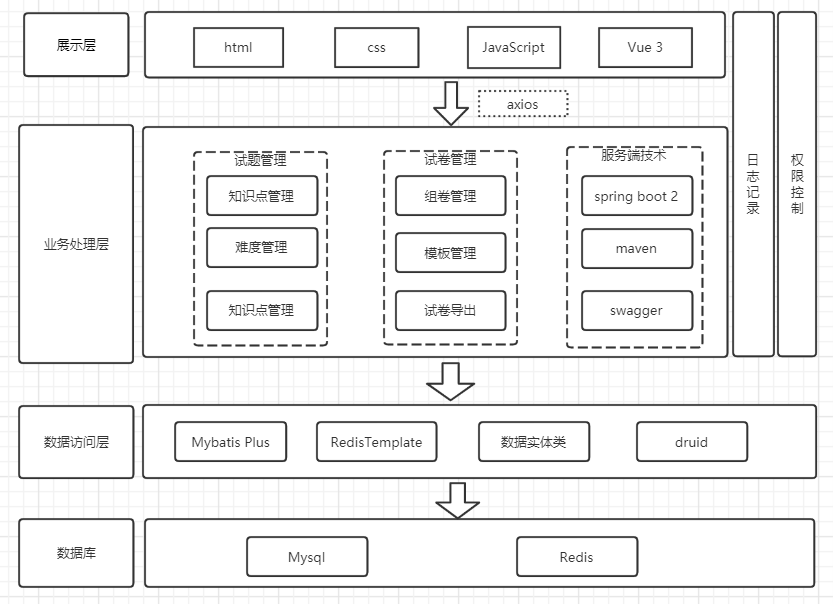 展示层
html
css
JavaScript
Vue 3
axios
日志记录
权限控制
业务处理层
试题管理
知识点管理
难度管理
知识点管理
试卷管理
组卷管理
模板管理
试卷导出
服务端技术
spring boot 2
maven
swagger
数据访问层
Mybatis Plus
RedisTemplate
数据实体类
druid
数据库
Mysql
Redis